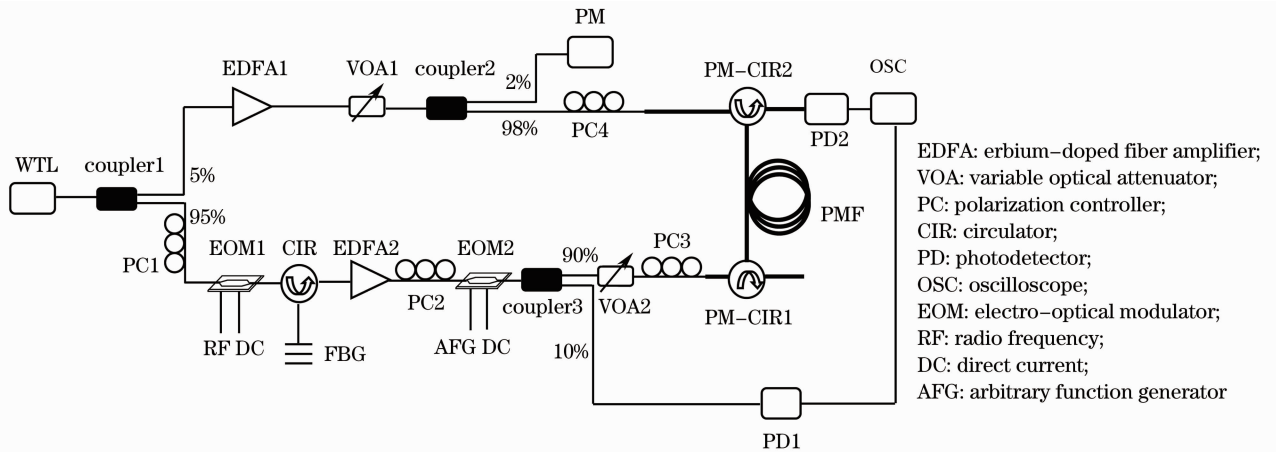 PM
EDFA1
VOA1
coupler2
2%
PM−CIR2
OSC
98%
PC4
PD2
WTL
coupler1
5%
95%
PMF
PC1
EOM1
CIR
EDFA2
EOM2
90%
PC3
PC2
coupler3
VOA2
PM−CIR1
RF DC
FBG
AFG DC
10%
PD1
EDFA: erbium−doped fiber amplifier;
VOA: variable optical attenuator;
PC: polarization controller;
CIR: circulator;
PD: photodetector;
OSC: oscilloscope;
EOM: electro−optical modulator;
RF: radio frequency;
DC: direct current;
AFG: arbitrary function generator